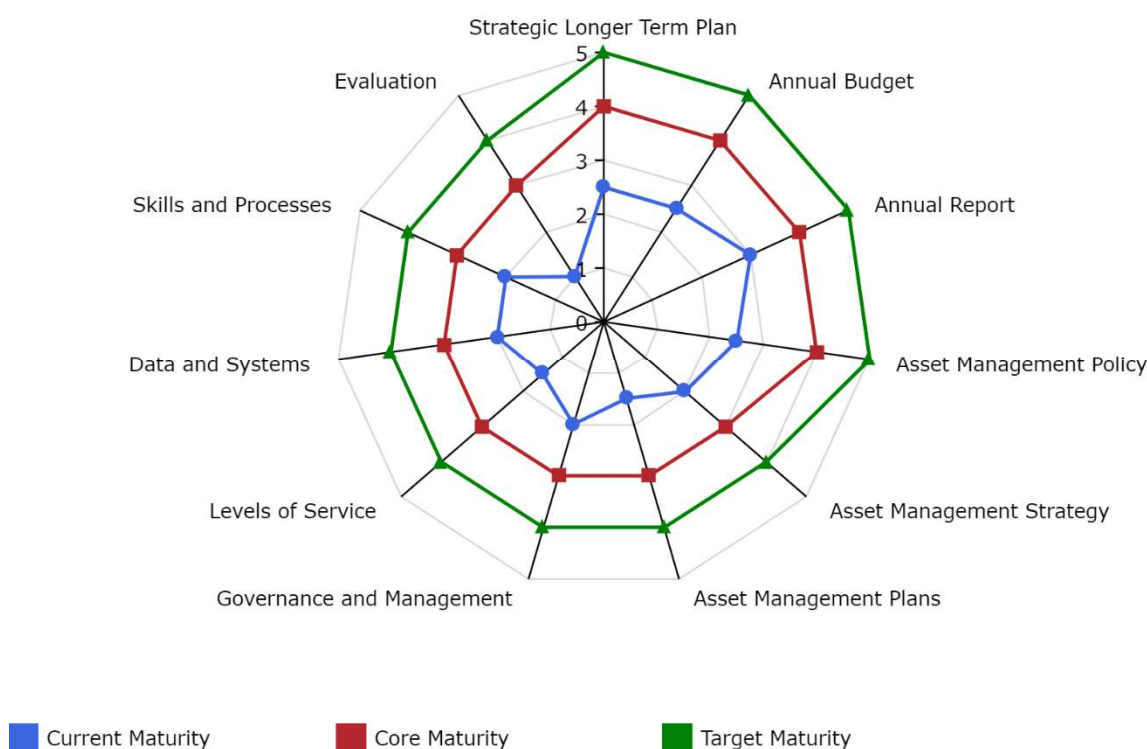 Strategic Longer Term Plan
Evaluation
Annual Budget
Skills and Processes
Annual Report
Data and Systems
Asset Management Policy
Levels of Service
Asset Management Strategy
Governance and Management
Asset Management Plans
5
4
3
2
1
0
Current Maturity
Core Maturity
Target Maturity